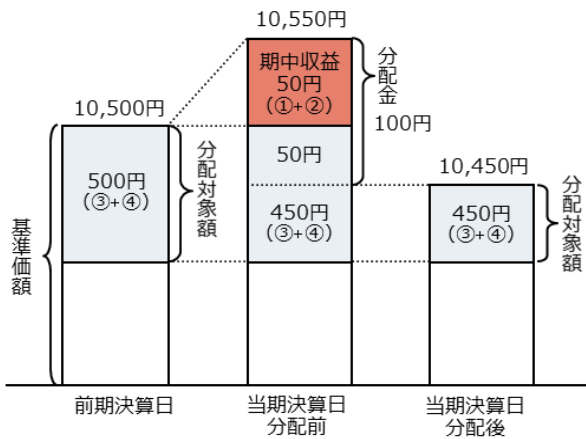 10,550円
期中収益
50円
(①+②)
分配金
100円
10,500円
500円
(③+④)
分配対象額
50円
450円
(③+④)
10,450円
450円
(③+④)
分配対象額
基準価額
前期決算日
当期決算日
分配前
当期決算日
分配後